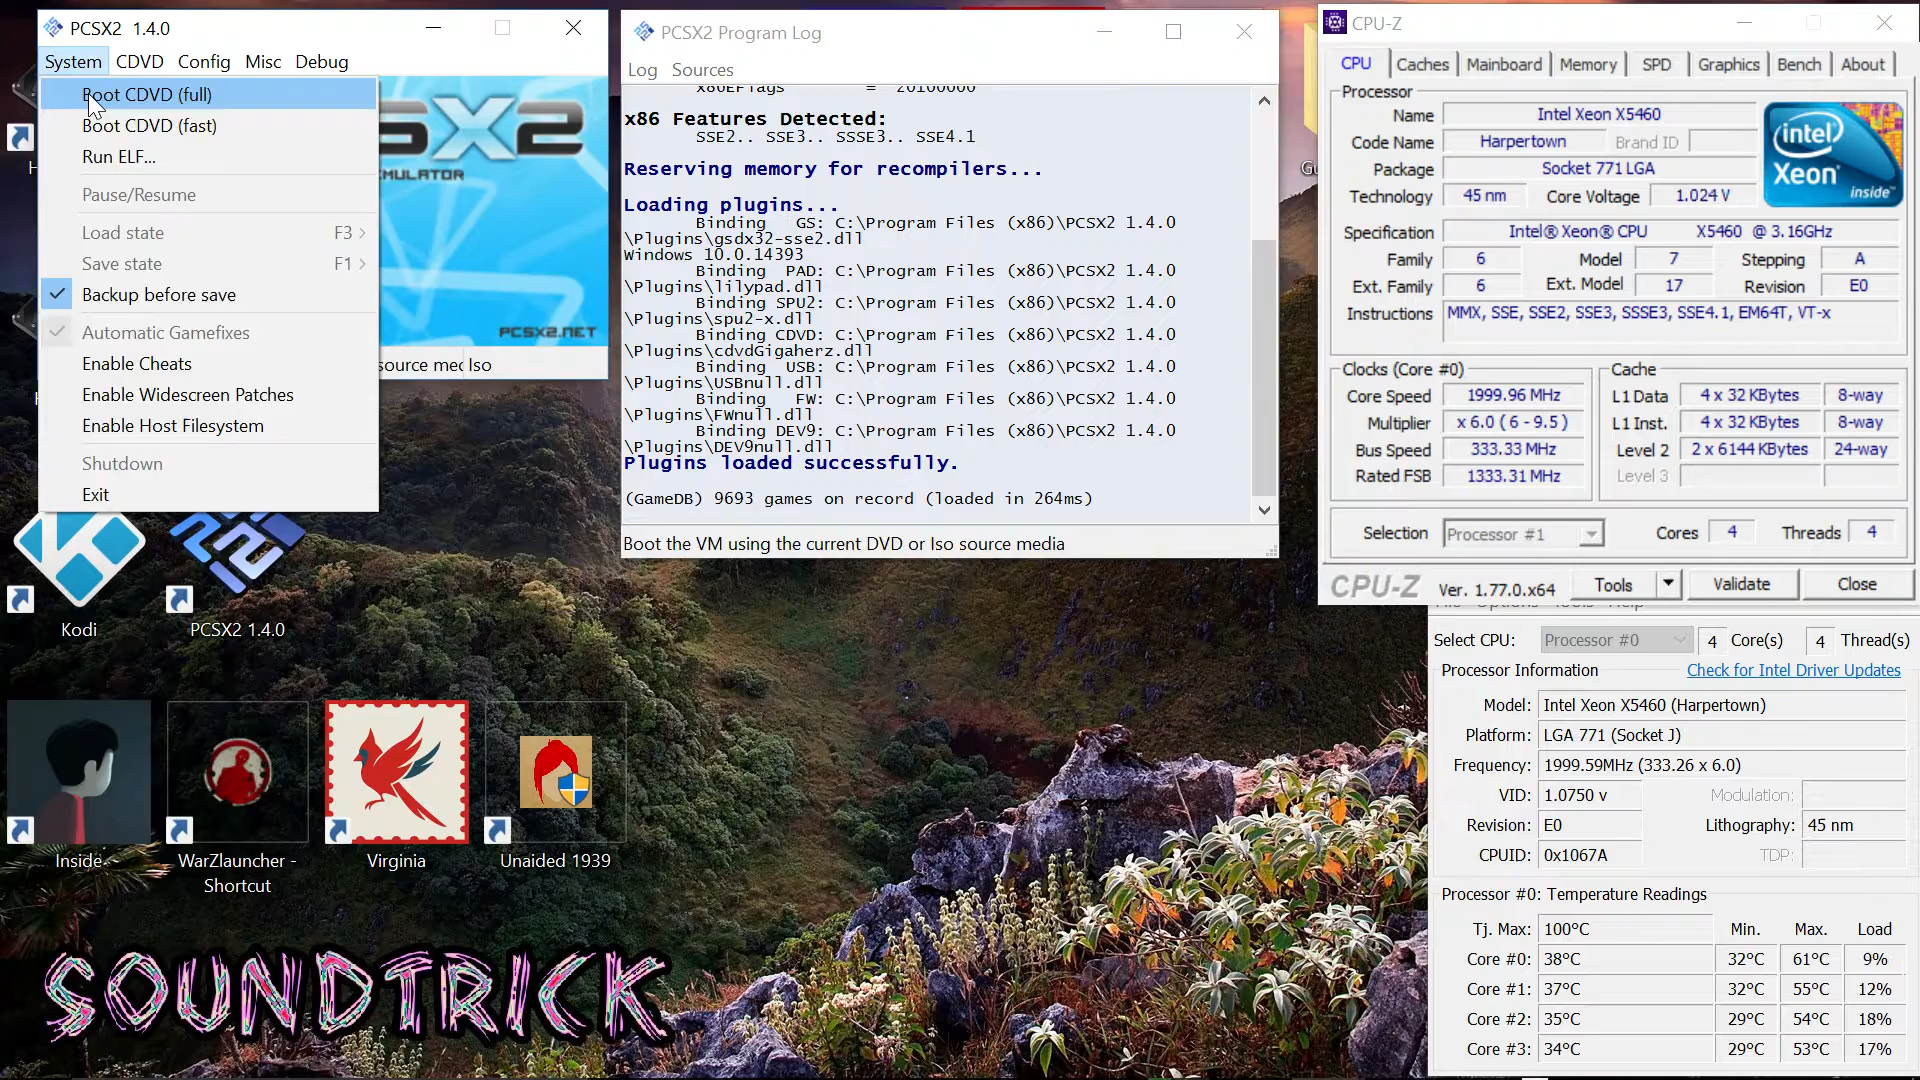 PCSX2 1.4.0
System CDVD Config Misc Debug
Boot CDVD (full)
Boot CDVD (fast)
Run ELF...
Pause/Resume
Load state F3
Save state F1
Backup before save
Automatic Gamefixes
Enable Cheats
Enable Widescreen Patches
Enable Host Filesystem
Shutdown
Exit
SX2
EMULATOR
PCSX2.NET
source med Iso
PCSX2 Program Log
Log Sources
x86EFlags = 20100000
x86 Features Detected:
SSE2.. SSE3.. SSSE3.. SSE4.1
Reserving memory for recompilers...
Loading plugins...
Binding GS: C:\Program Files (x86)\PCSX2 1.4.0
\Plugins\gsdx32-sse2.dll
Windows 10.0.14393
Binding PAD: C:\Program Files (x86)\PCSX2 1.4.0
\Plugins\lilypad.dll
Binding SPU2: C:\Program Files (x86)\PCSX2 1.4.0
\Plugins\spu2-x.dll
Binding CDVD: C:\Program Files (x86)\PCSX2 1.4.0
\Plugins\cdvdGigaherz.dll
Binding USB: C:\Program Files (x86)\PCSX2 1.4.0
\Plugins\USBnull.dll
Binding FW: C:\Program Files (x86)\PCSX2 1.4.0
\Plugins\FWnull.dll
Binding DEV9: C:\Program Files (x86)\PCSX2 1.4.0
\Plugins\DEV9null.dll
Plugins loaded successfully.
(GameDB) 9693 games on record (loaded in 264ms)
Boot the VM using the current DVD or Iso source media
CPU-Z
CPU Caches Mainboard Memory SPD Graphics Bench About
Processor
Name Intel Xeon X5460
Code Name Harpertown Brand ID
Package Socket 771 LGA
Technology 45 nm Core Voltage 1.024 V
intel Xeon inside™
Specification Intel® Xeon® CPU X5460 @ 3.16GHz
Family 6 Model 7 Stepping A
Ext. Family 6 Ext. Model 17 Revision E0
Instructions MMX, SSE, SSE2, SSE3, SSSE3, SSE4.1, EM64T, VT-x
Clocks (Core #0)
Core Speed 1999.96 MHz
Multiplier x 6.0 ( 6 - 9.5 )
Bus Speed 333.33 MHz
Rated FSB 1333.31 MHz
Cache
L1 Data 4 x 32 KBytes 8-way
L1 Inst. 4 x 32 KBytes 8-way
Level 2 2 x 6144 KBytes 24-way
Level 3
Selection Processor #1 Cores 4 Threads 4
CPU-Z Ver. 1.77.0.x64 Tools Validate Close
Select CPU: Processor #0 4 Core(s) 4 Thread(s)
Processor Information Check for Intel Driver Updates
Model: Intel Xeon X5460 (Harpertown)
Platform: LGA 771 (Socket J)
Frequency: 1999.59MHz (333.26 x 6.0)
VID: 1.0750 v Modulation:
Revision: E0 Lithography: 45 nm
CPUID: 0x1067A TDP:
Processor #0: Temperature Readings
Tj. Max: 100°C Min. Max. Load
Core #0: 38°C 32°C 61°C 9%
Core #1: 37°C 32°C 55°C 12%
Core #2: 35°C 29°C 54°C 18%
Core #3: 34°C 29°C 53°C 17%
Kodi
PCSX2 1.4.0
Inside
WarZlauncher -
Shortcut
Virginia
Unaided 1939
SOUNDTRICK